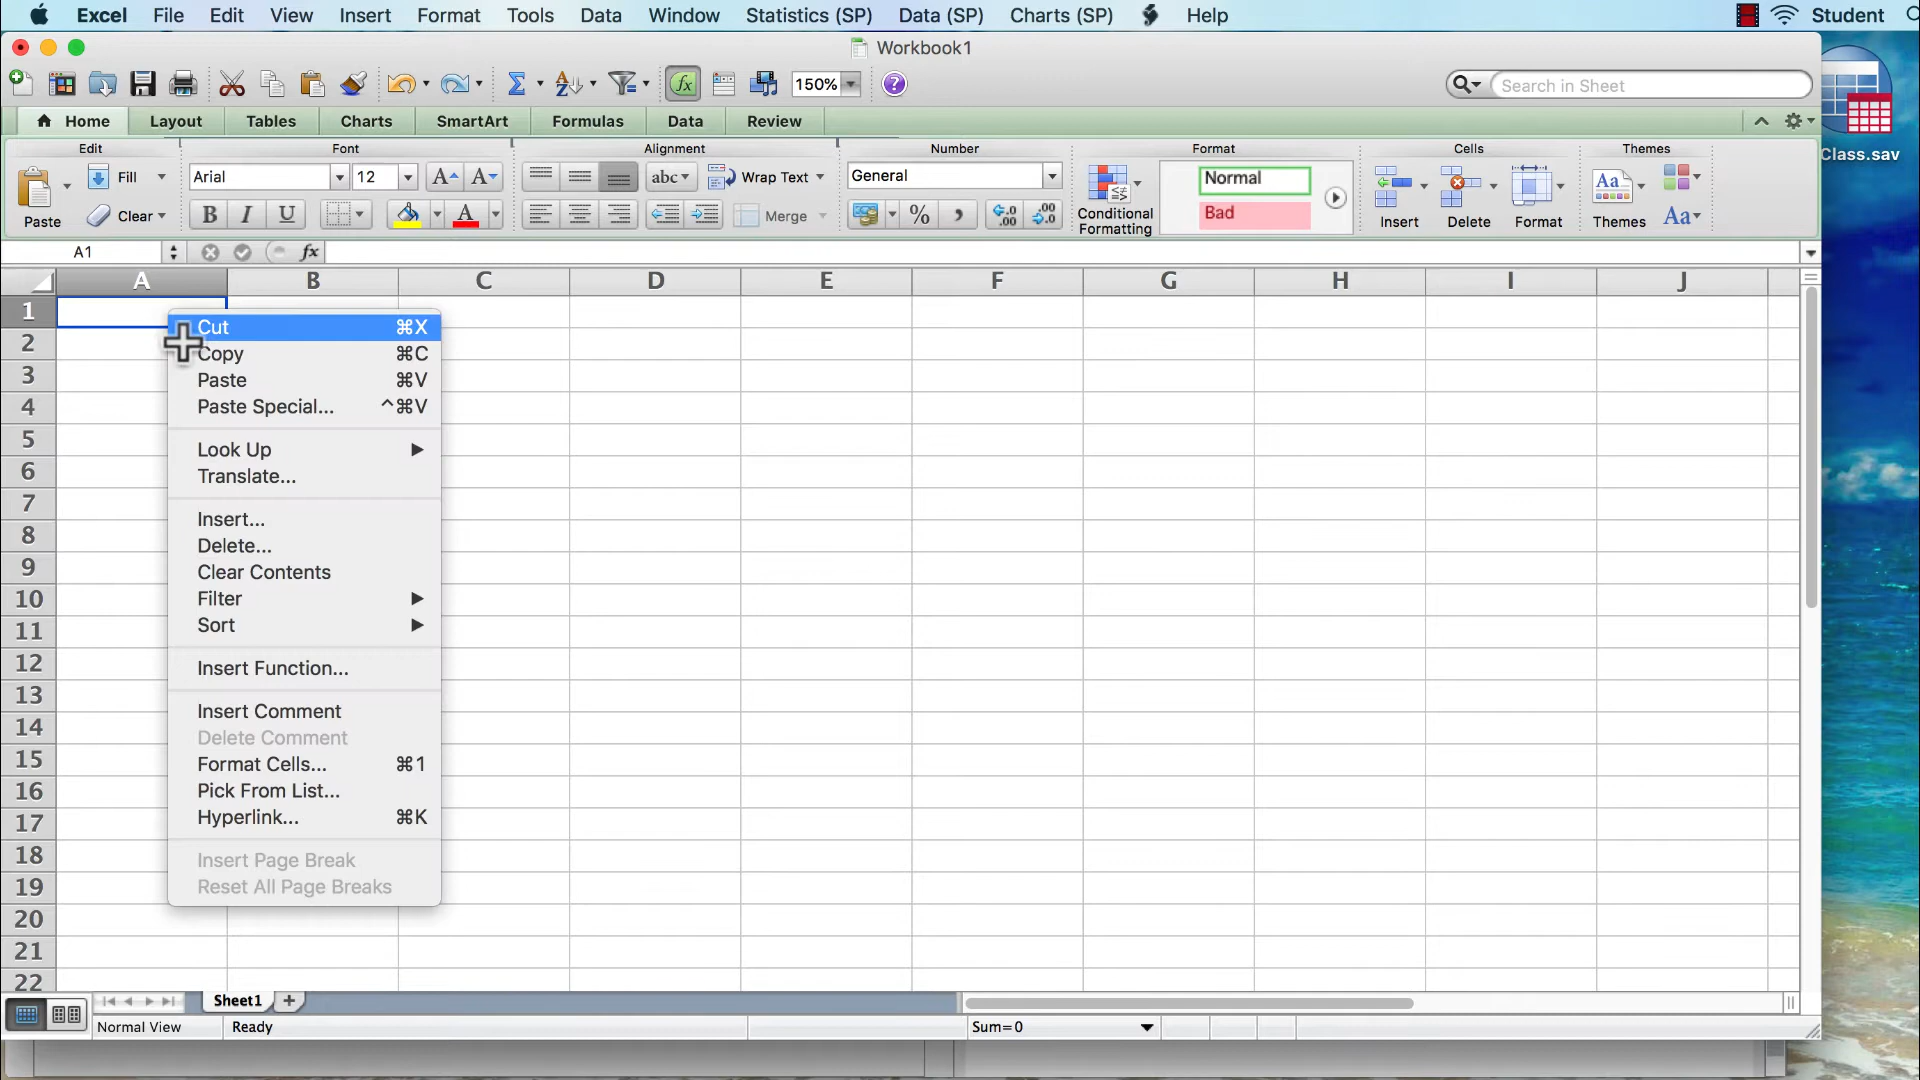 Excel File Edit View Insert Format Tools Data Window Statistics (SP) Data (SP) Charts (SP) Help Student
Workbook1
150% Search in Sheet
Home Layout Tables Charts SmartArt Formulas Data Review
Edit Font Alignment Number Format Cells Themes
Fill Arial 12 abc Wrap Text General Normal
Paste Clear B I U A Merge % Conditional Formatting Bad Insert Delete Format Themes Aa
A1 fx
A B C D E F G H I J
1
2
3
4
5
6
7
8
9
10
11
12
13
14
15
16
17
18
19
20
21
22
Cut ⌘X
Copy ⌘C
Paste ⌘V
Paste Special... ^⌘V
Look Up
Translate...
Insert...
Delete...
Clear Contents
Filter
Sort
Insert Function...
Insert Comment
Delete Comment
Format Cells... ⌘1
Pick From List...
Hyperlink... ⌘K
Insert Page Break
Reset All Page Breaks
Sheet1
Normal View Ready Sum=0
Class.sav